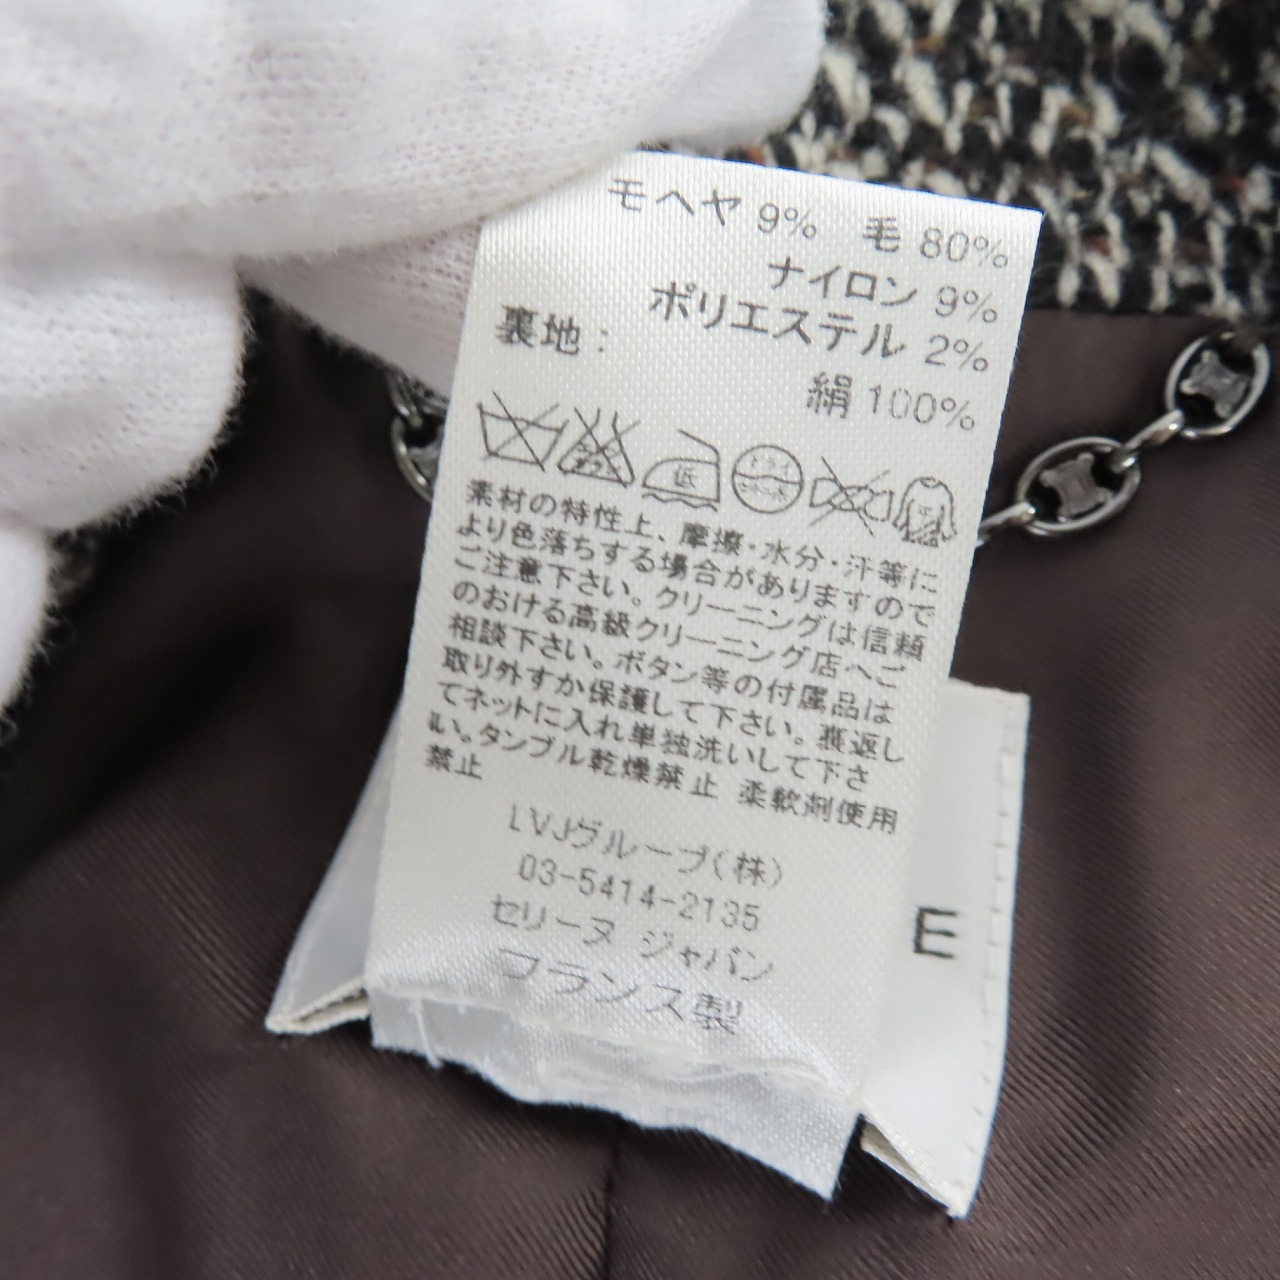 モヘヤ 9% 毛 80%
ナイロン 9%
ポリエステル 2%
裏地:
絹 100%
低
ドライ
素材の特性上、摩擦・水分・汗等に
より色落ちする場合がありますので
ご注意下さい。クリーニングは信頼
のおける高級クリーニング店へご
相談下さい。ボタン等の付属品は
取り外すか保護して下さい。裏返し
てネットに入れ単独洗いして下さ
い。タンブル乾燥禁止 柔軟剤使用
禁止
LVJグループ(株)
03-5414-2135
セリーヌ ジャパン
フランス製
E